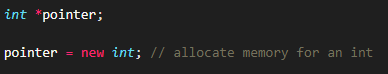 int *pointer;
pointer = new int; // allocate memory for an int